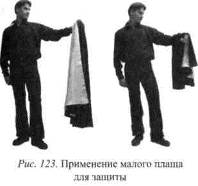 Рис. 123. Применение малого плаща
для защиты